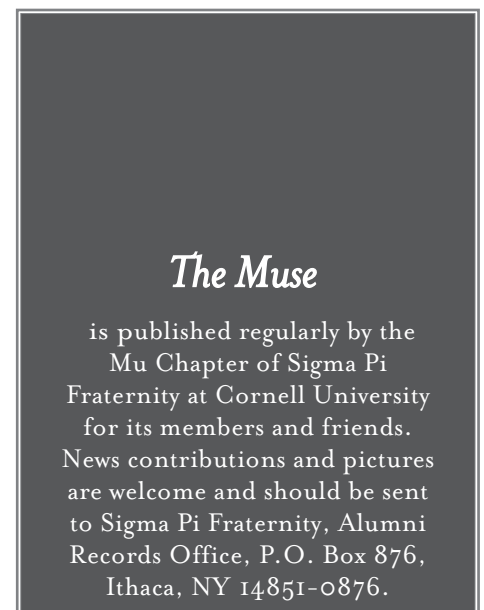 The Muse
is published regularly by the
Mu Chapter of Sigma Pi
Fraternity at Cornell University
for its members and friends.
News contributions and pictures
are welcome and should be sent
to Sigma Pi Fraternity, Alumni
Records Office, P.O. Box 876,
Ithaca, NY 14851-0876.